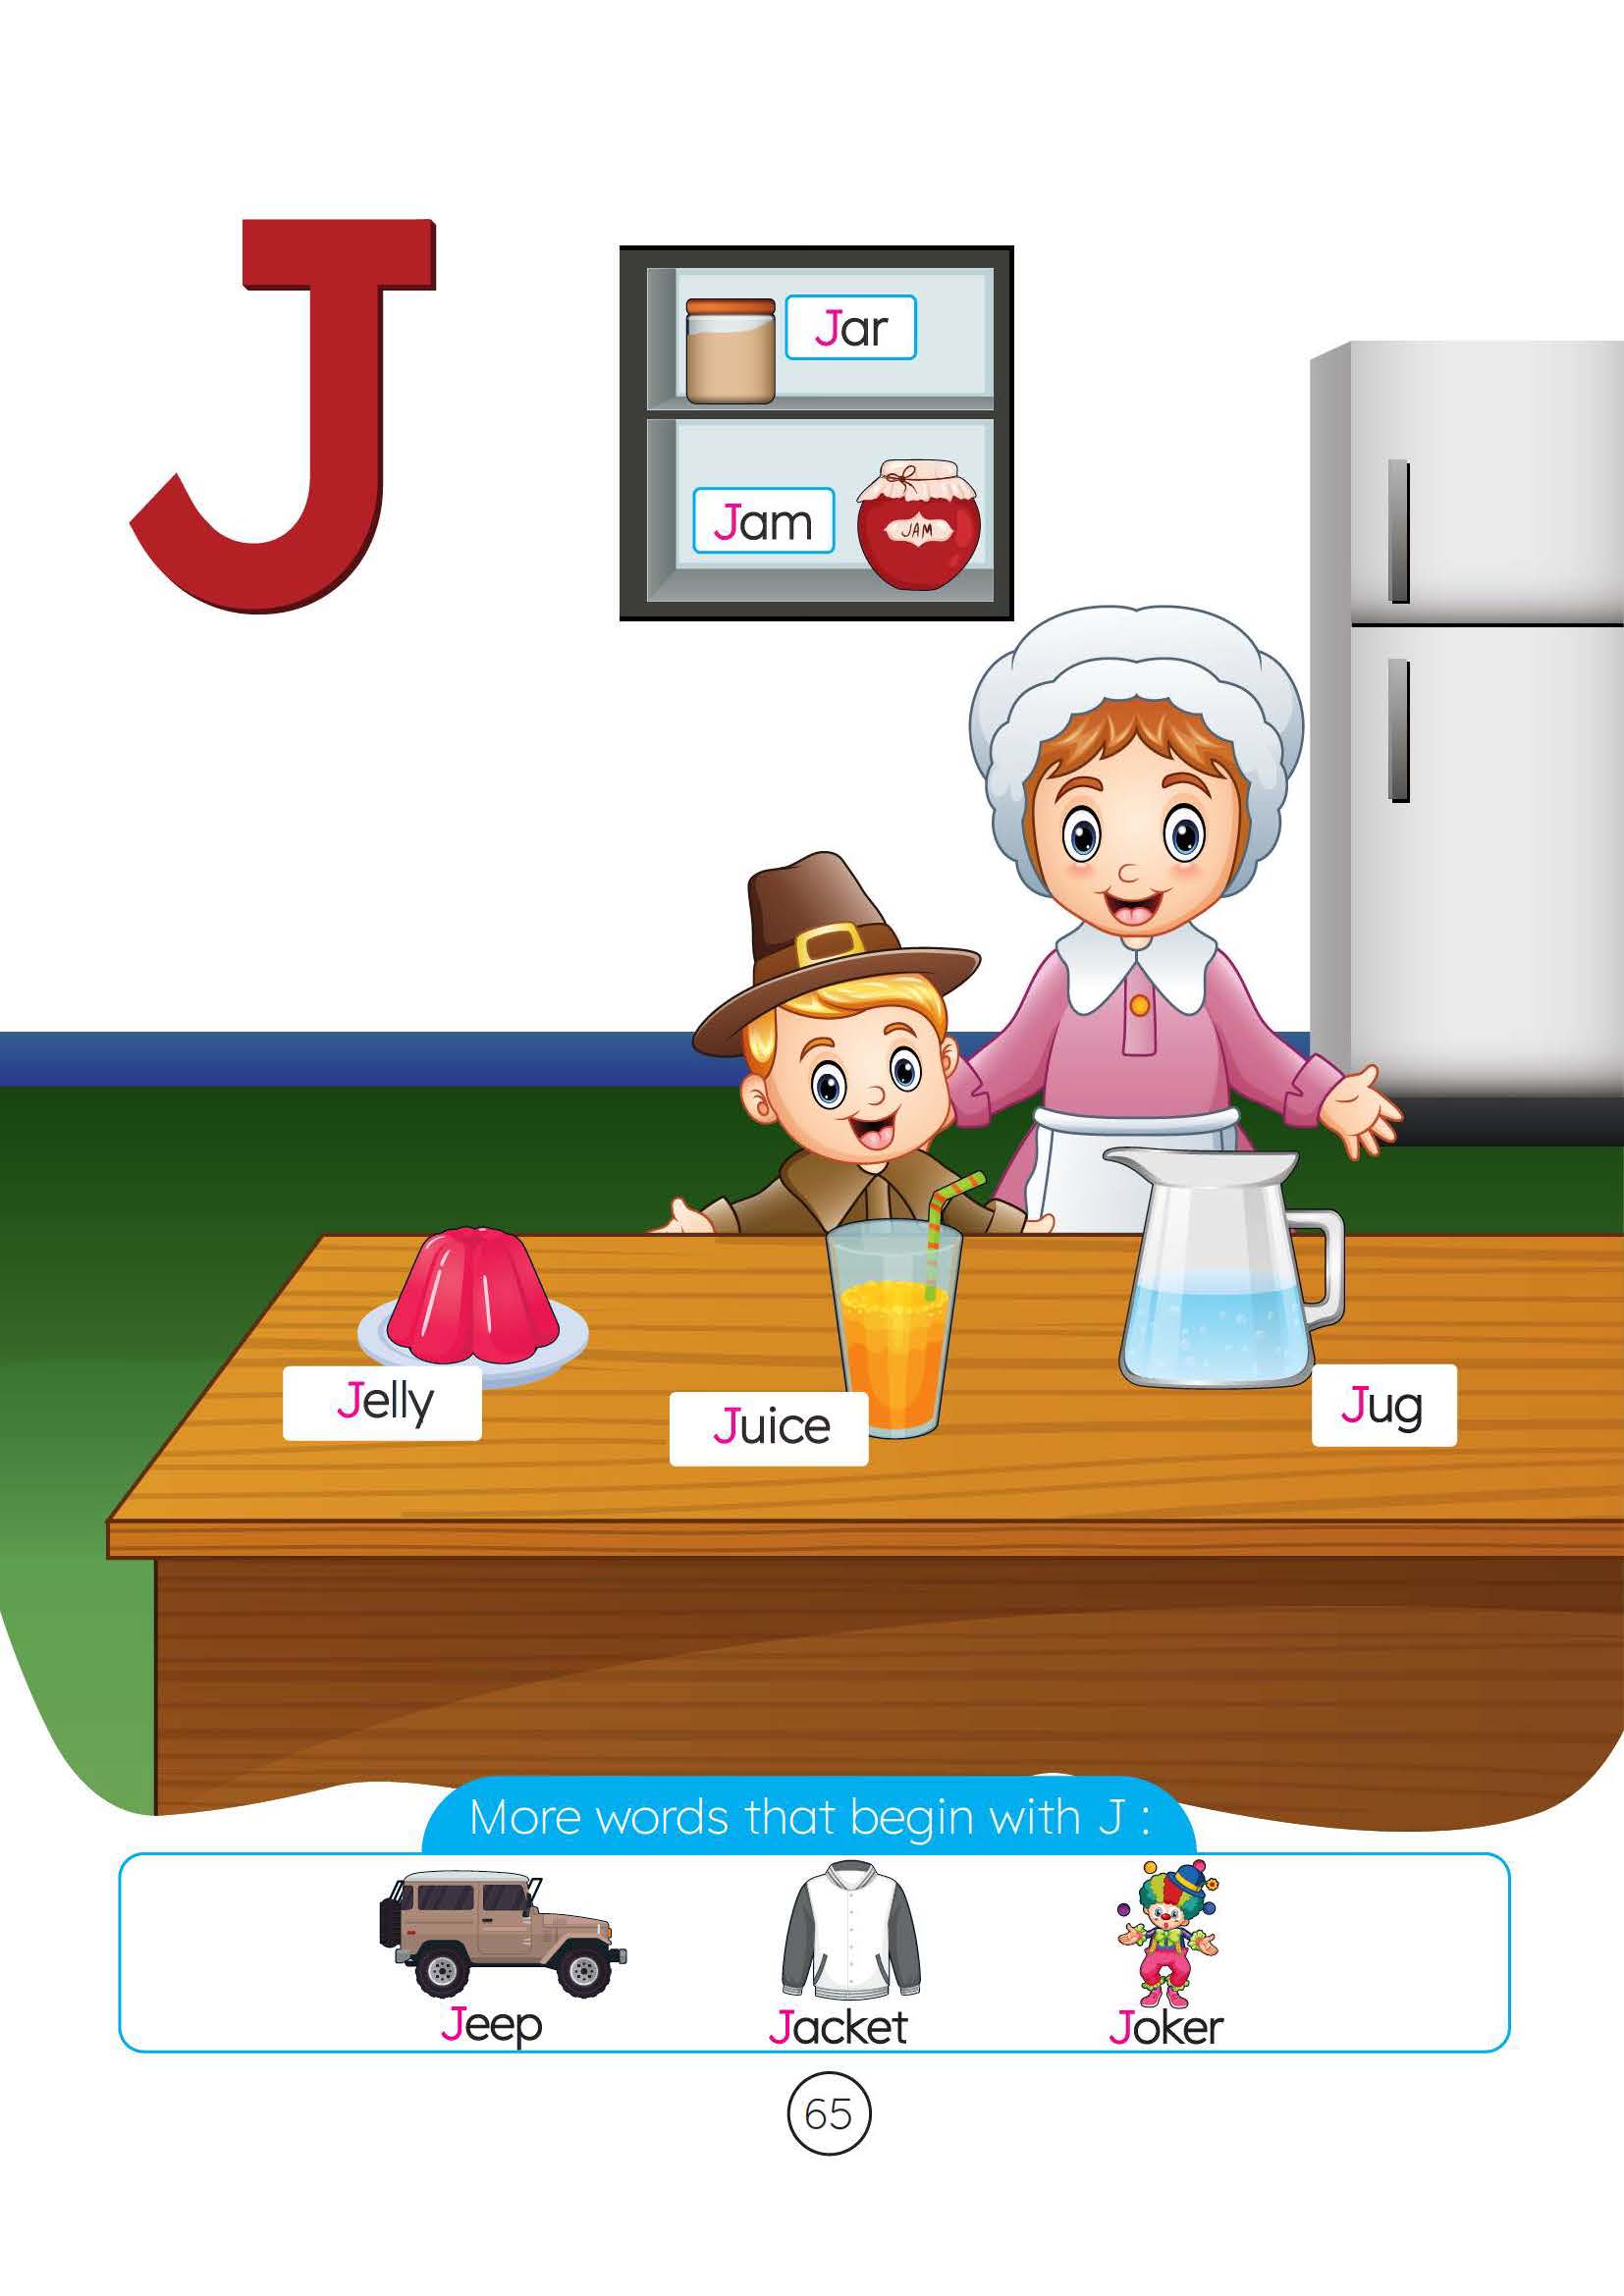 J
Jar
Jam
JAM
Jelly
Juice
Jug
More words that begin with J :
Jeep
Jacket
Joker
65